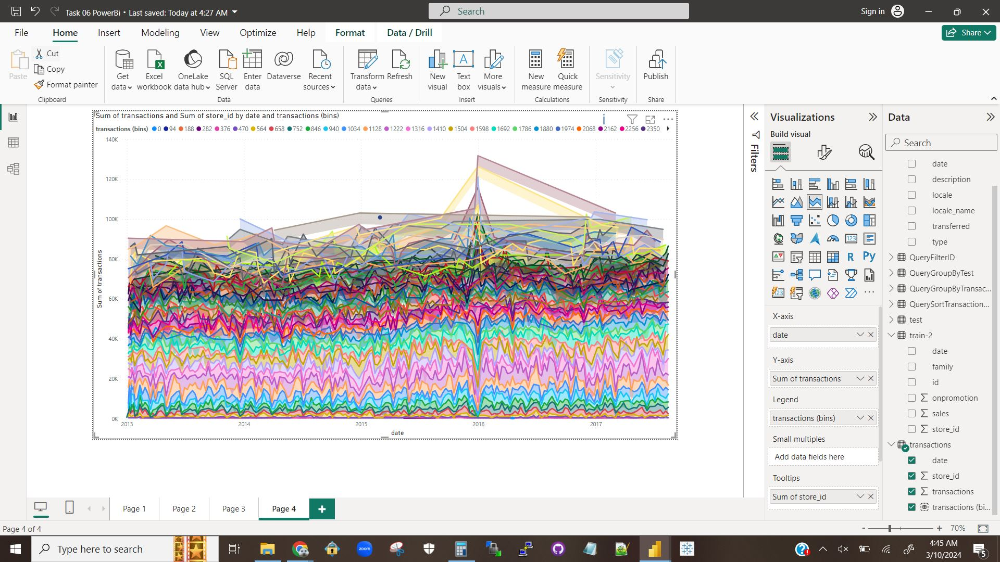 Task 06 PowerBi • Last saved: Today at 4:27 AM
Search
Sign in
File Home Insert Modeling View Optimize Help Format Data / Drill
Share
Paste
Cut
Copy
Format painter
Clipboard
Get data
Excel workbook
OneLake data hub
SQL Server
Enter data
Dataverse
Recent sources
Data
Transform data
Refresh
Queries
New visual
Text box
More visuals
Insert
New measure
Quick measure
Calculations
Sensitivity
Sensitivity
Publish
Share
Sum of transactions and Sum of store_id by date and transactions (bins)
transactions (bins) 0 94 188 282 376 470 564 658 752 846 940 1034 1128 1222 1316 1410 1504 1598 1692 1786 1880 1974 2068 2162 2256 2350
140K
120K
100K
80K
60K
40K
20K
0K
Sum of transactions
2013 2014 2015 2016 2017
date
Filters
Visualizations
Build visual
R Py
123
X-axis
date
Y-axis
Sum of transactions
Legend
transactions (bins)
Small multiples
Add data fields here
Tooltips
Sum of store_id
Data
Search
date
description
locale
locale_name
transferred
type
QueryFilterID
QueryGroupByTest
QueryGroupByTransac...
QuerySortTransaction...
test
train-2
date
family
id
onpromotion
sales
store_id
transactions
date
store_id
transactions
transactions (bi...
Page 1 Page 2 Page 3 Page 4
Page 4 of 4
- + 70%
Type here to search
zoom
4:45 AM
3/10/2024
5